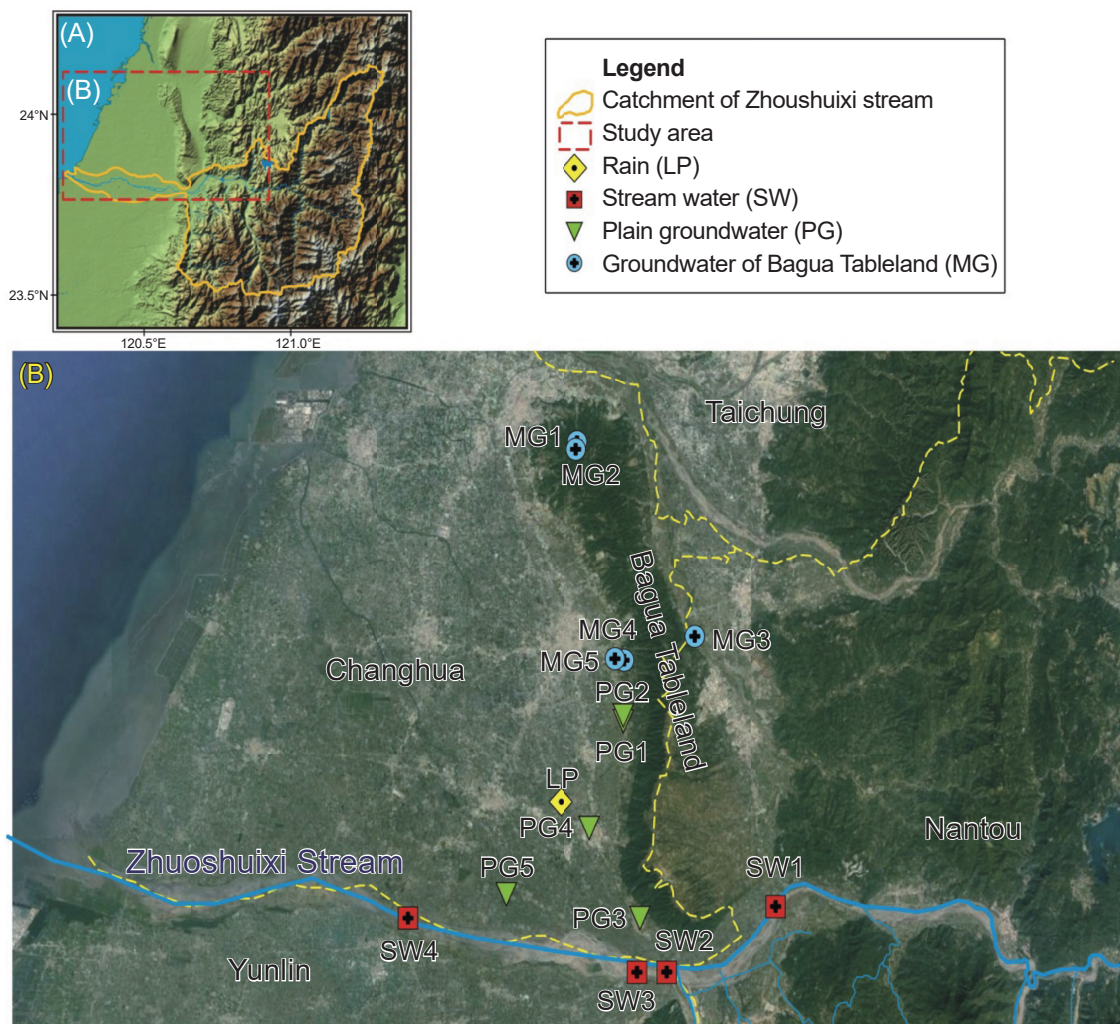 (A)
(B)
24°N
23.5°N
120.5°E
121.0°E
Legend
Catchment of Zhoushuixi stream
Study area
Rain (LP)
Stream water (SW)
Plain groundwater (PG)
Groundwater of Bagua Tableland (MG)
(B)
Taichung
MG1
MG2
Bagua Tableland
MG4
MG3
MG5
Changhua
PG2
PG1
LP
PG4
Nantou
Zhuoshuixi Stream
PG5
SW1
PG3
SW2
SW4
Yunlin
SW3